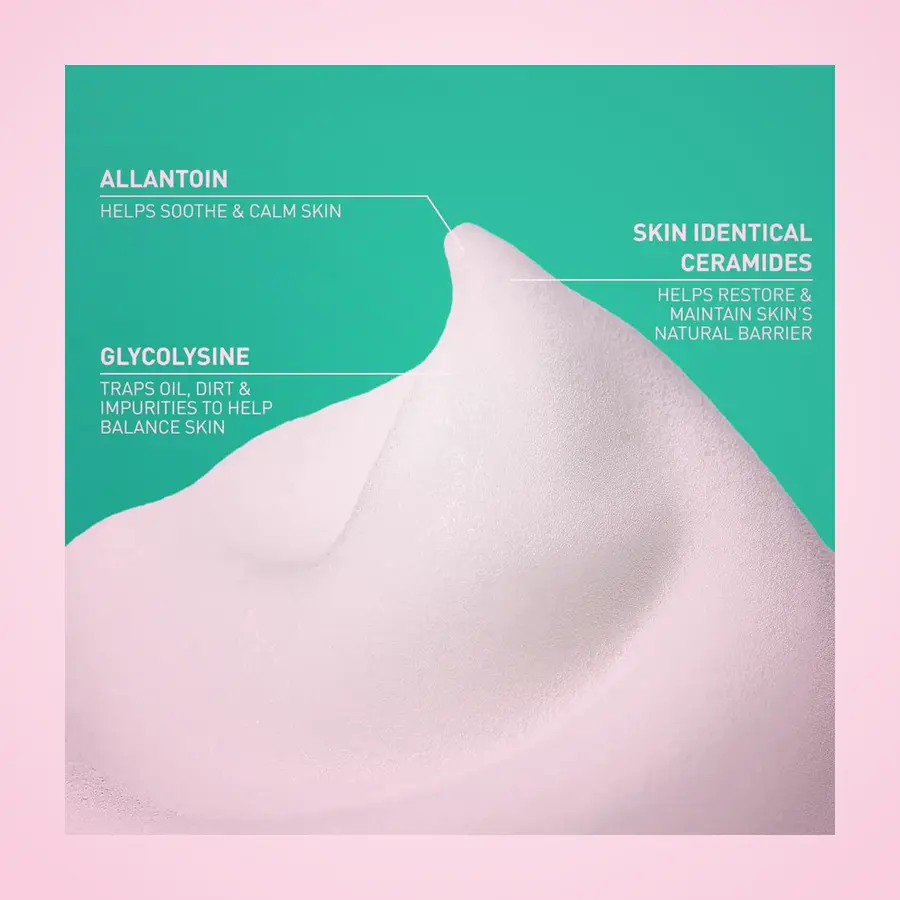 ALLANTOIN
HELPS SOOTHE & CALM SKIN
SKIN IDENTICAL
CERAMIDES
HELPS RESTORE &
MAINTAIN SKIN'S
NATURAL BARRIER
GLYCOLYSINE
TRAPS OIL, DIRT &
IMPURITIES TO HELP
BALANCE SKIN